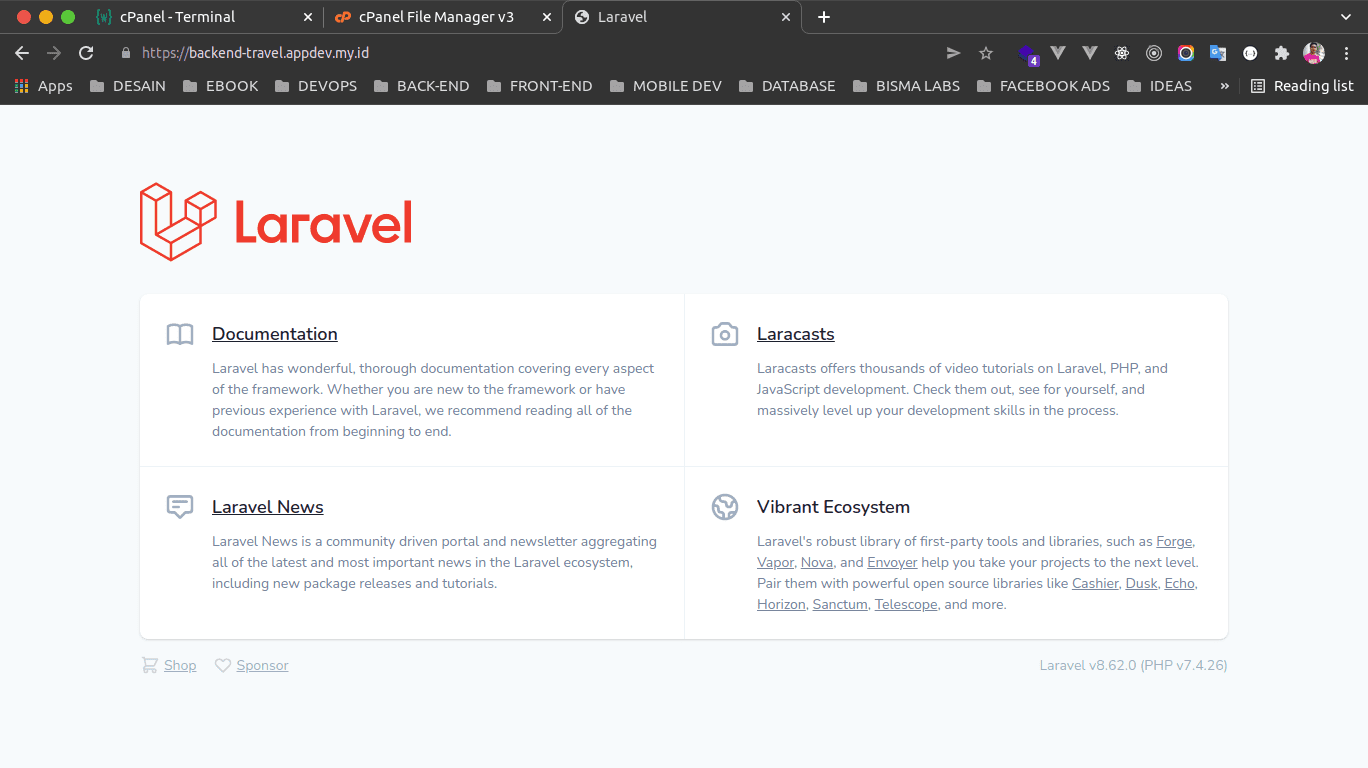 cPanel - Terminal
cPanel File Manager v3
Laravel
https://backend-travel.appdev.my.id
4
Apps DESAIN EBOOK DEVOPS BACK-END FRONT-END MOBILE DEV DATABASE BISMA LABS FACEBOOK ADS IDEAS » Reading list
Laravel
Documentation
Laravel has wonderful, thorough documentation covering every aspect
of the framework. Whether you are new to the framework or have
previous experience with Laravel, we recommend reading all of the
documentation from beginning to end.
Laracasts
Laracasts offers thousands of video tutorials on Laravel, PHP, and
JavaScript development. Check them out, see for yourself, and
massively level up your development skills in the process.
Laravel News
Laravel News is a community driven portal and newsletter aggregating
all of the latest and most important news in the Laravel ecosystem,
including new package releases and tutorials.
Vibrant Ecosystem
Laravel's robust library of first-party tools and libraries, such as Forge,
Vapor, Nova, and Envoyer help you take your projects to the next level.
Pair them with powerful open source libraries like Cashier, Dusk, Echo,
Horizon, Sanctum, Telescope, and more.
Shop Sponsor
Laravel v8.62.0 (PHP v7.4.26)